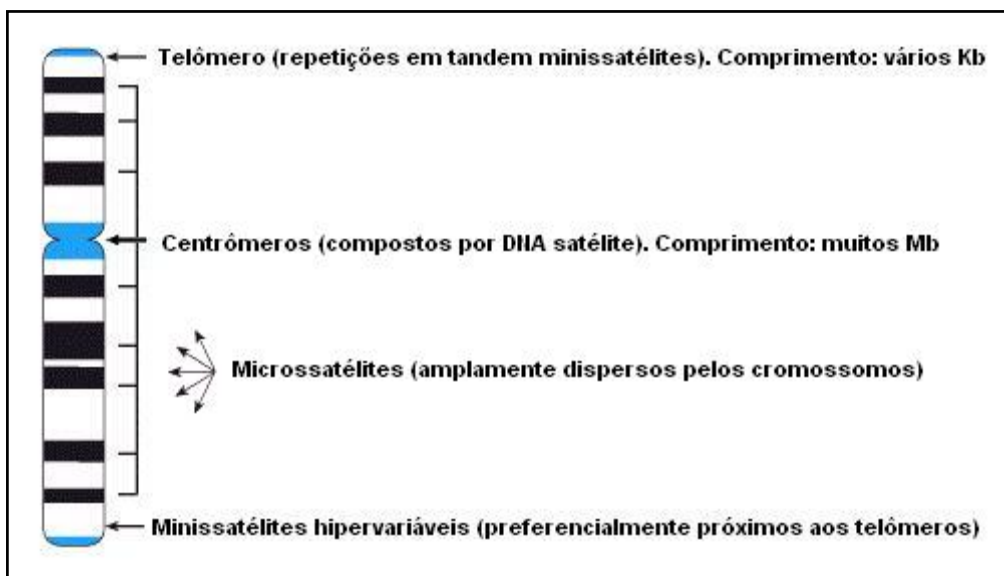 Telômero (repetições em tandem minissatélites). Comprimento: vários Kb
Centrômeros (compostos por DNA satélite). Comprimento: muitos Mb
Microssatélites (amplamente dispersos pelos cromossomos)
Minissatélites hipervariáveis (preferencialmente próximos aos telômeros)